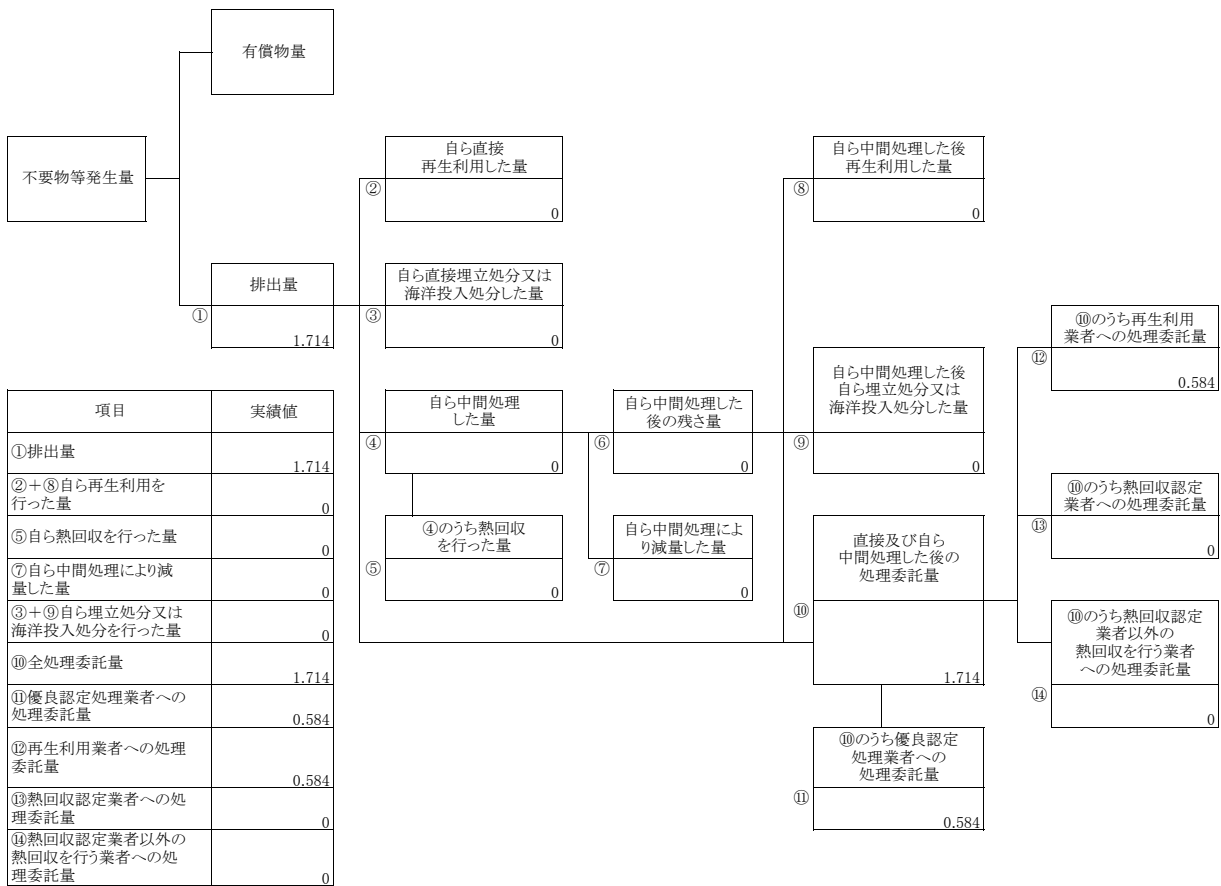 有償物量
不要物等発生量
自ら直接
再生利用した量
②
0
自ら中間処理した後
再生利用した量
⑧
0
排出量
①
1.714
自ら直接埋立処分又は
海洋投入処分した量
③
0
⑩のうち再生利用
業者への処理委託量
⑫
0.584
自ら中間処理
した量
④
0
自ら中間処理した
後の残さ量
⑥
0
自ら中間処理した後
自ら埋立処分又は
海洋投入処分した量
⑨
0
⑩のうち熱回収認定
業者への処理委託量
⑬
0
④のうち熱回収
を行った量
⑤
0
自ら中間処理によ
り減量した量
⑦
0
直接及び自ら
中間処理した後の
処理委託量
⑩
1.714
⑩のうち熱回収認定
業者以外の
熱回収を行う業者
への処理委託量
⑭
0
⑩のうち優良認定
処理業者への
処理委託量
⑪
0.584
項目 実績値
①排出量
1.714
②＋⑧自ら再生利用を
行った量
0
⑤自ら熱回収を行った量
0
⑦自ら中間処理により減
量した量
0
③＋⑨自ら埋立処分又は
海洋投入処分を行った量
0
⑩全処理委託量
1.714
⑪優良認定処理業者への
処理委託量
0.584
⑫再生利用業者への処理
委託量
0.584
⑬熱回収認定業者への処
理委託量
0
⑭熱回収認定業者以外の
熱回収を行う業者への処
理委託量
0